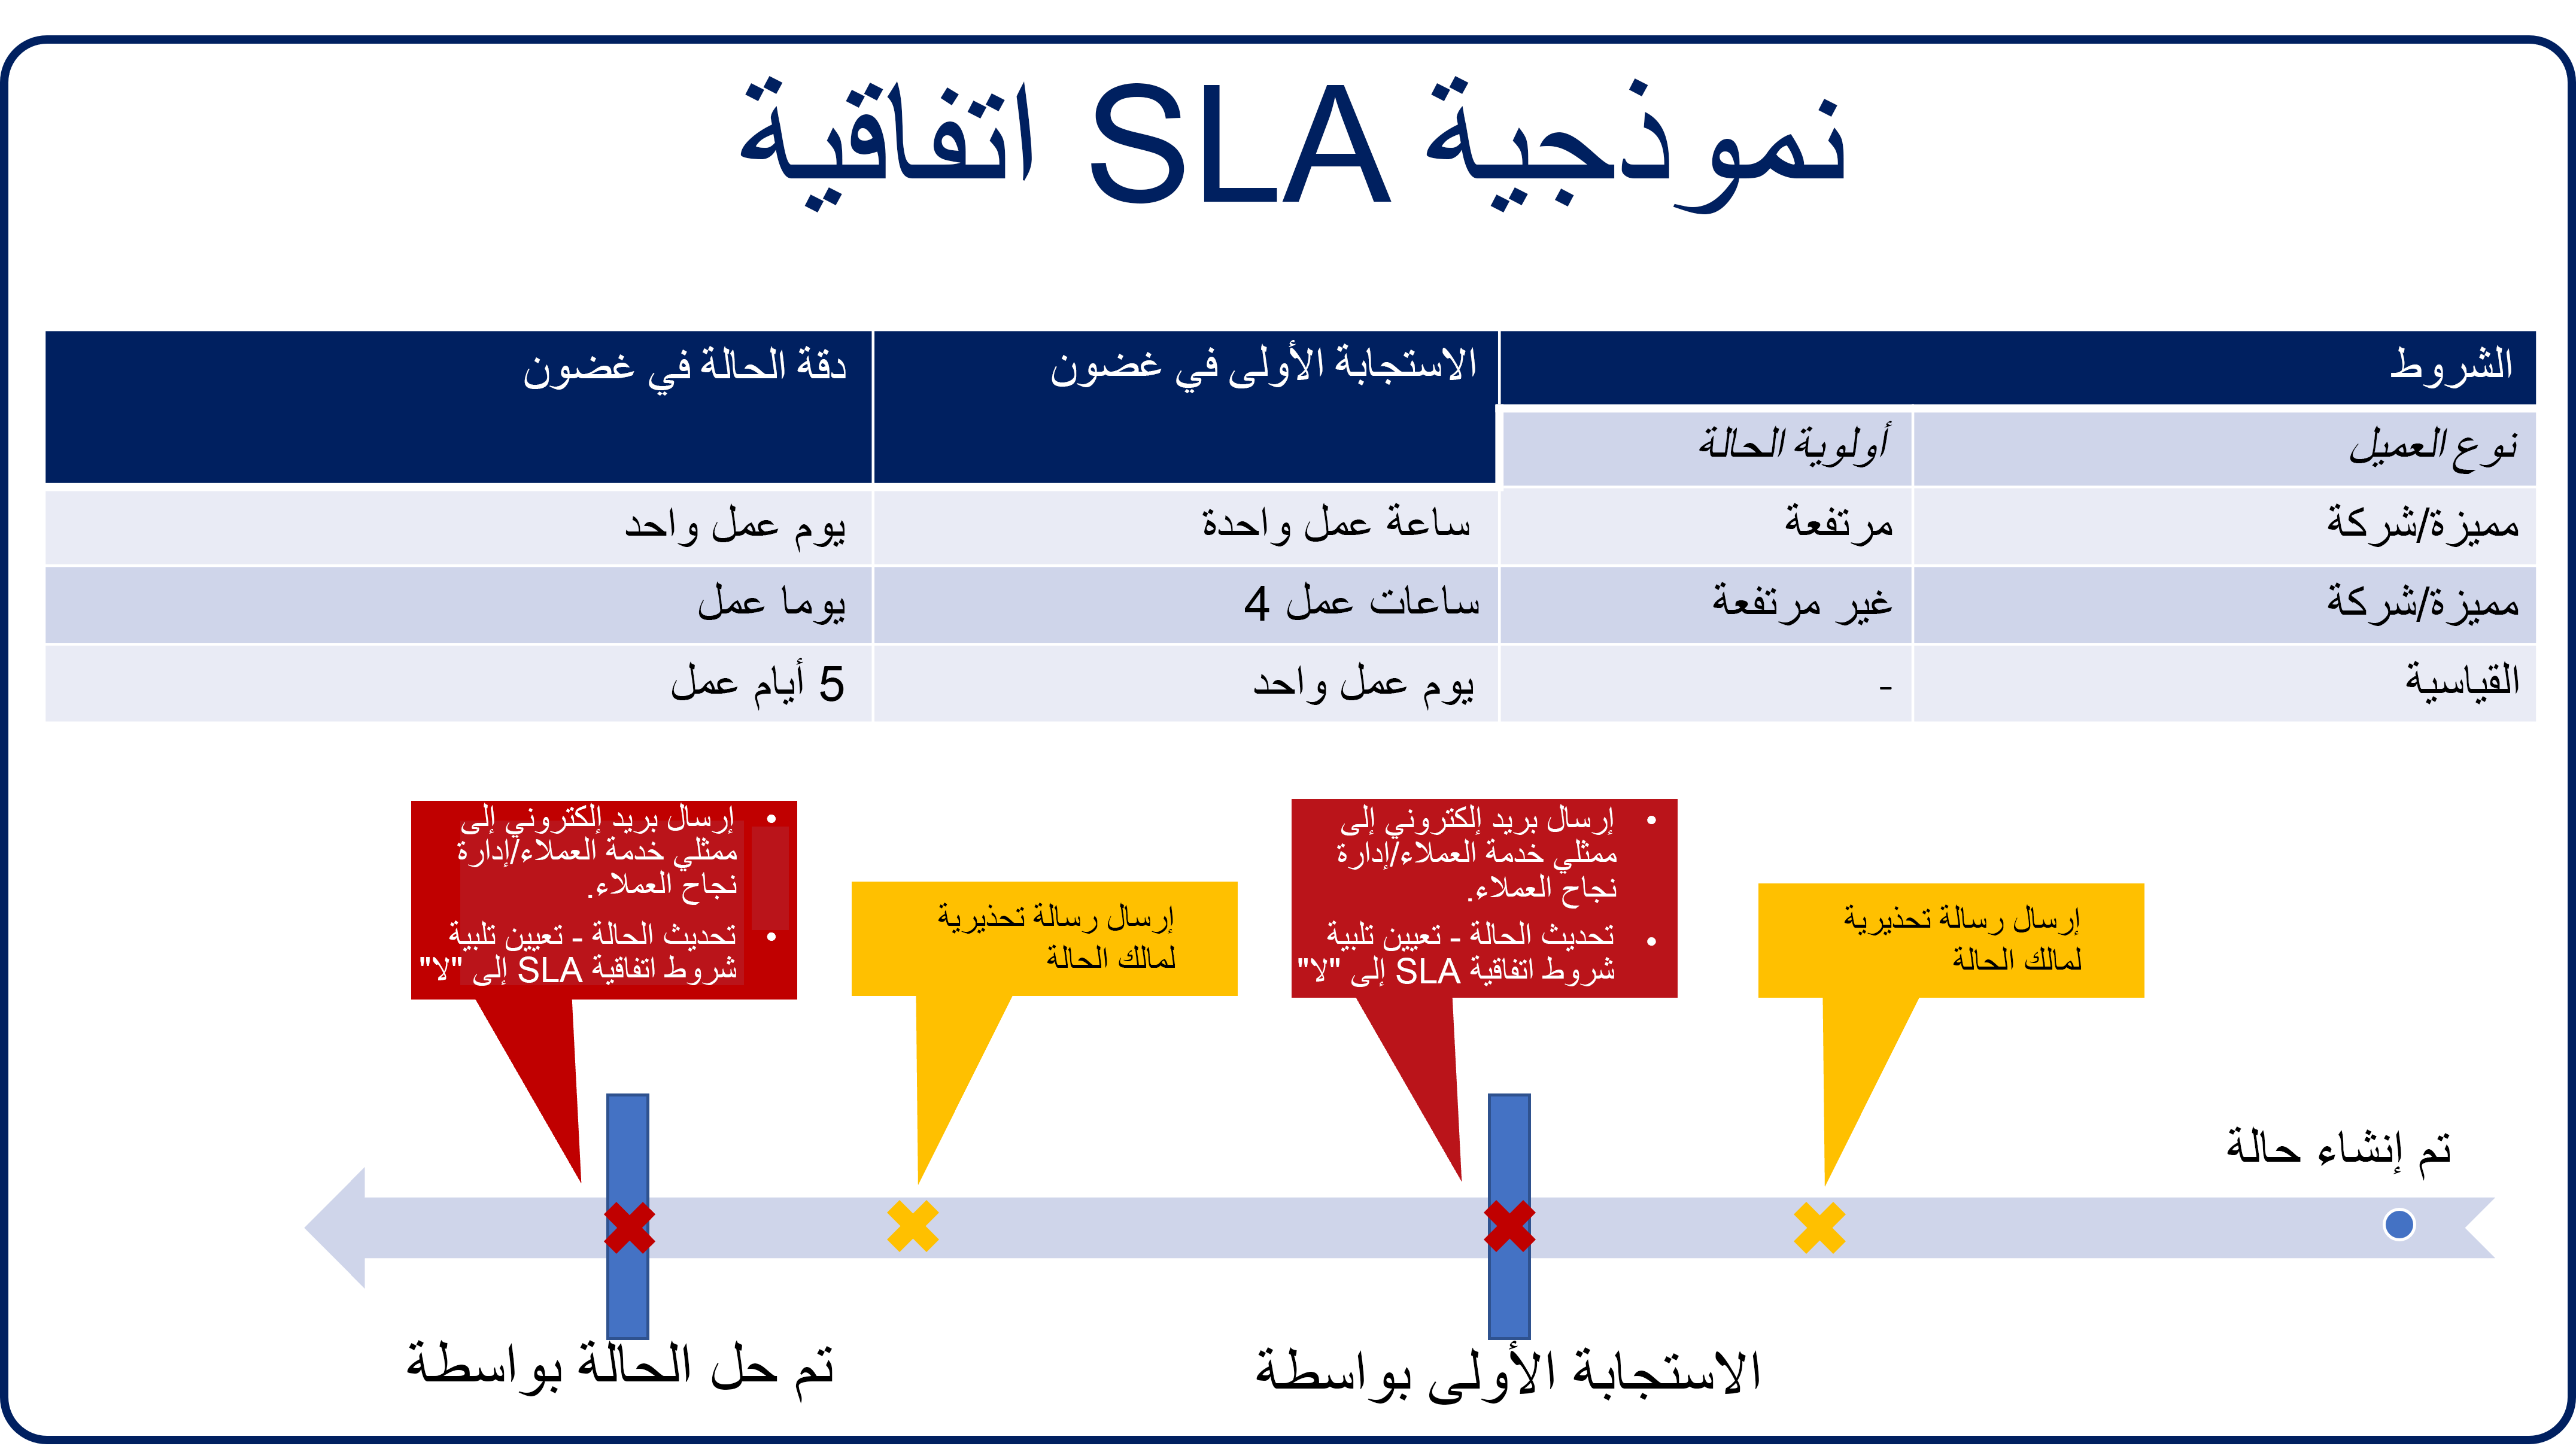 نموذجية SLA اتفاقية
الشروط
الاستجابة الأولى في غضون
دقة الحالة في غضون
نوع العميل
أولوية الحالة
مميزة/شركة
مرتفعة
ساعة عمل واحدة
يوم عمل واحد
مميزة/شركة
غير مرتفعة
ساعات عمل 4
يوما عمل
القياسية
-
يوم عمل واحد
5 أيام عمل
إرسال رسالة تحذيرية
لمالك الحالة
• إرسال بريد إلكتروني إلى
ممثلي خدمة العملاء/إدارة
نجاح العملاء.
• تحديث الحالة - تعيين تلبية
شروط اتفاقية SLA إلى "لا"
إرسال رسالة تحذيرية
لمالك الحالة
• إرسال بريد إلكتروني إلى
ممثلي خدمة العملاء/إدارة
نجاح العملاء.
• تحديث الحالة - تعيين تلبية
شروط اتفاقية SLA إلى "لا"
تم إنشاء حالة
الاستجابة الأولى بواسطة
تم حل الحالة بواسطة